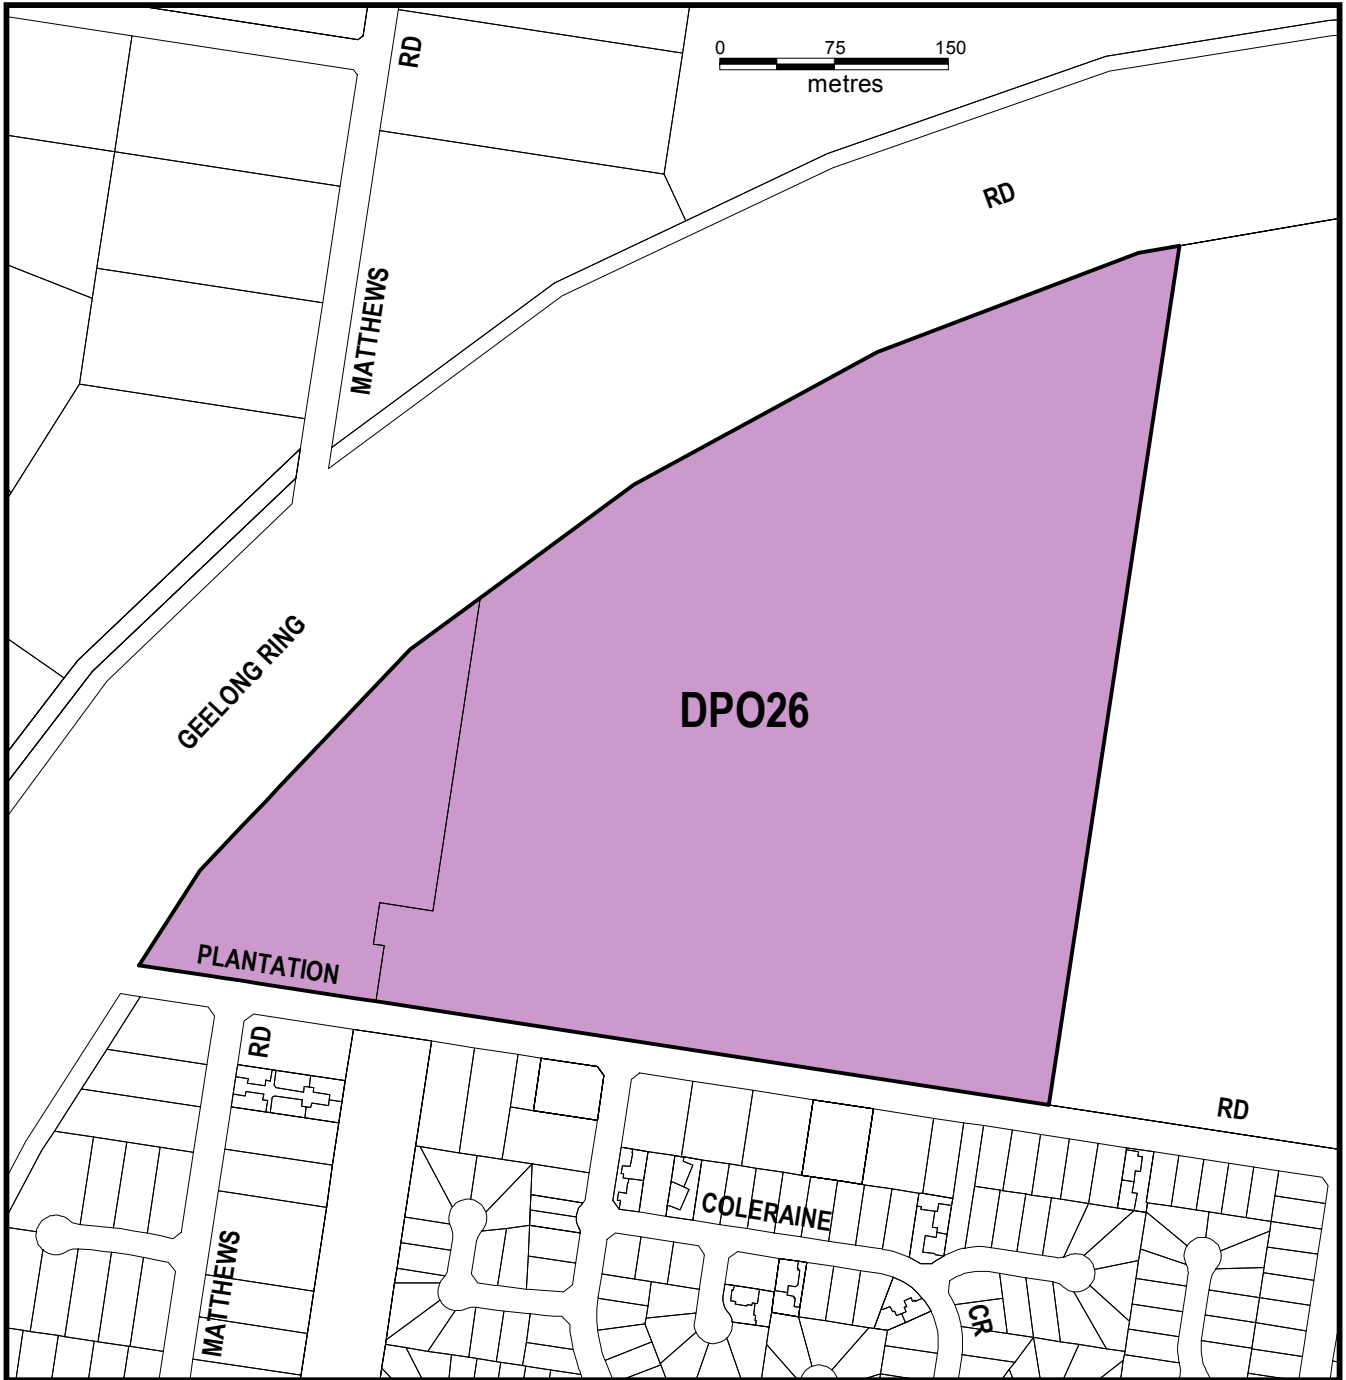 RD
0 75 150
metres
RD
MATTHEWS
GEELONG RING
DPO26
PLANTATION
RD
RD
COLERAINE
MATTHEWS
CR